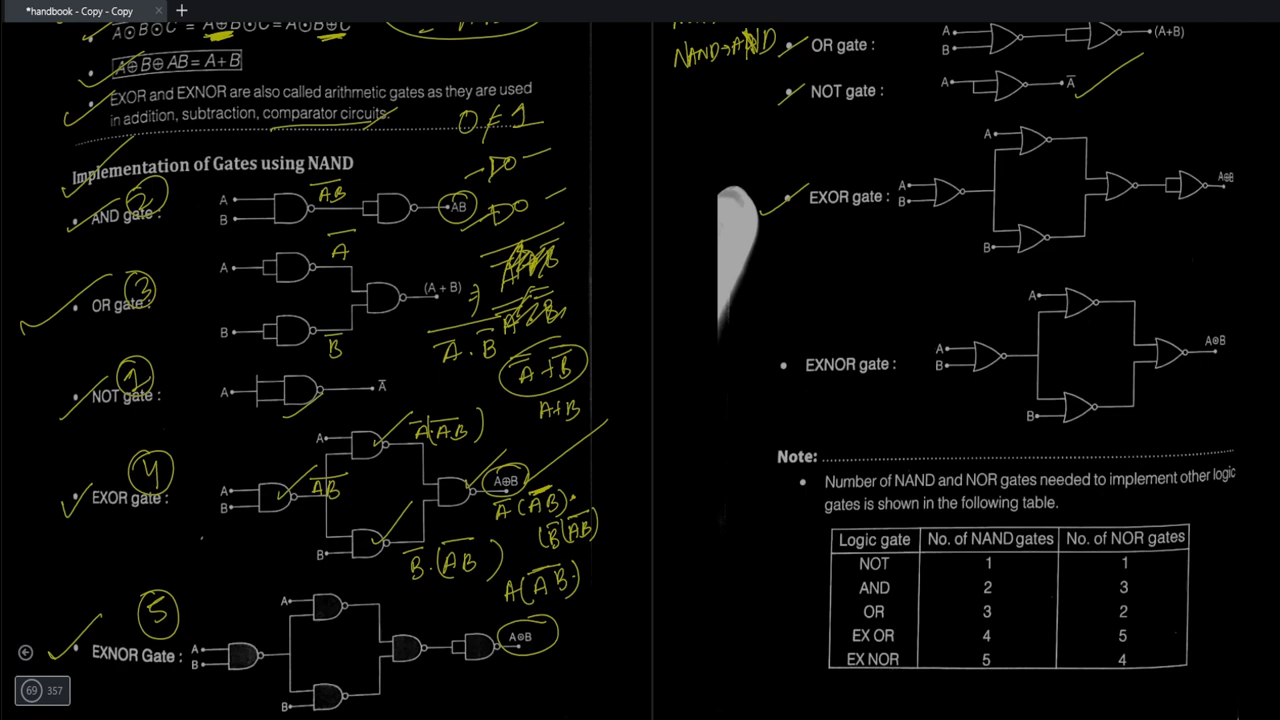 *handbook - Copy - Copy
A⊙B⊙C = A⊕B⊙C = A⊙B⊕C
A⊕B⊕AB = A + B
EXOR and EXNOR are also called arithmetic gates as they are used
in addition, subtraction, comparator circuits.
0 ≠ 1
Implementation of Gates using NAND
AND gate: 2
A
B
A̅B̅
AB
OR gate: 3
A
A̅
B
B̅
(A + B)
A̅ . B̅
A̅ + B̅
A+B
NOT gate: 1
A
A̅
EXOR gate: 4
A
B
A̅B̅
A
A̅.(A̅B̅)
B
B̅.(A̅B̅)
A⊕B
A̅(A̅B̅).
(B̅(A̅B̅)
A(A̅B̅).
EXNOR Gate: 5
A
B
A
B
A⊙B
69 357
NAND→AND
OR gate :
A
B
(A+B)
NOT gate :
A
A̅
EXOR gate :
A
B
A
B
A⊕B
EXNOR gate :
A
B
A
B
A⊙B
Note:
Number of NAND and NOR gates needed to implement other logic
gates is shown in the following table.
Logic gate No. of NAND gates No. of NOR gates
NOT 1 1
AND 2 3
OR 3 2
EX OR 4 5
EX NOR 5 4